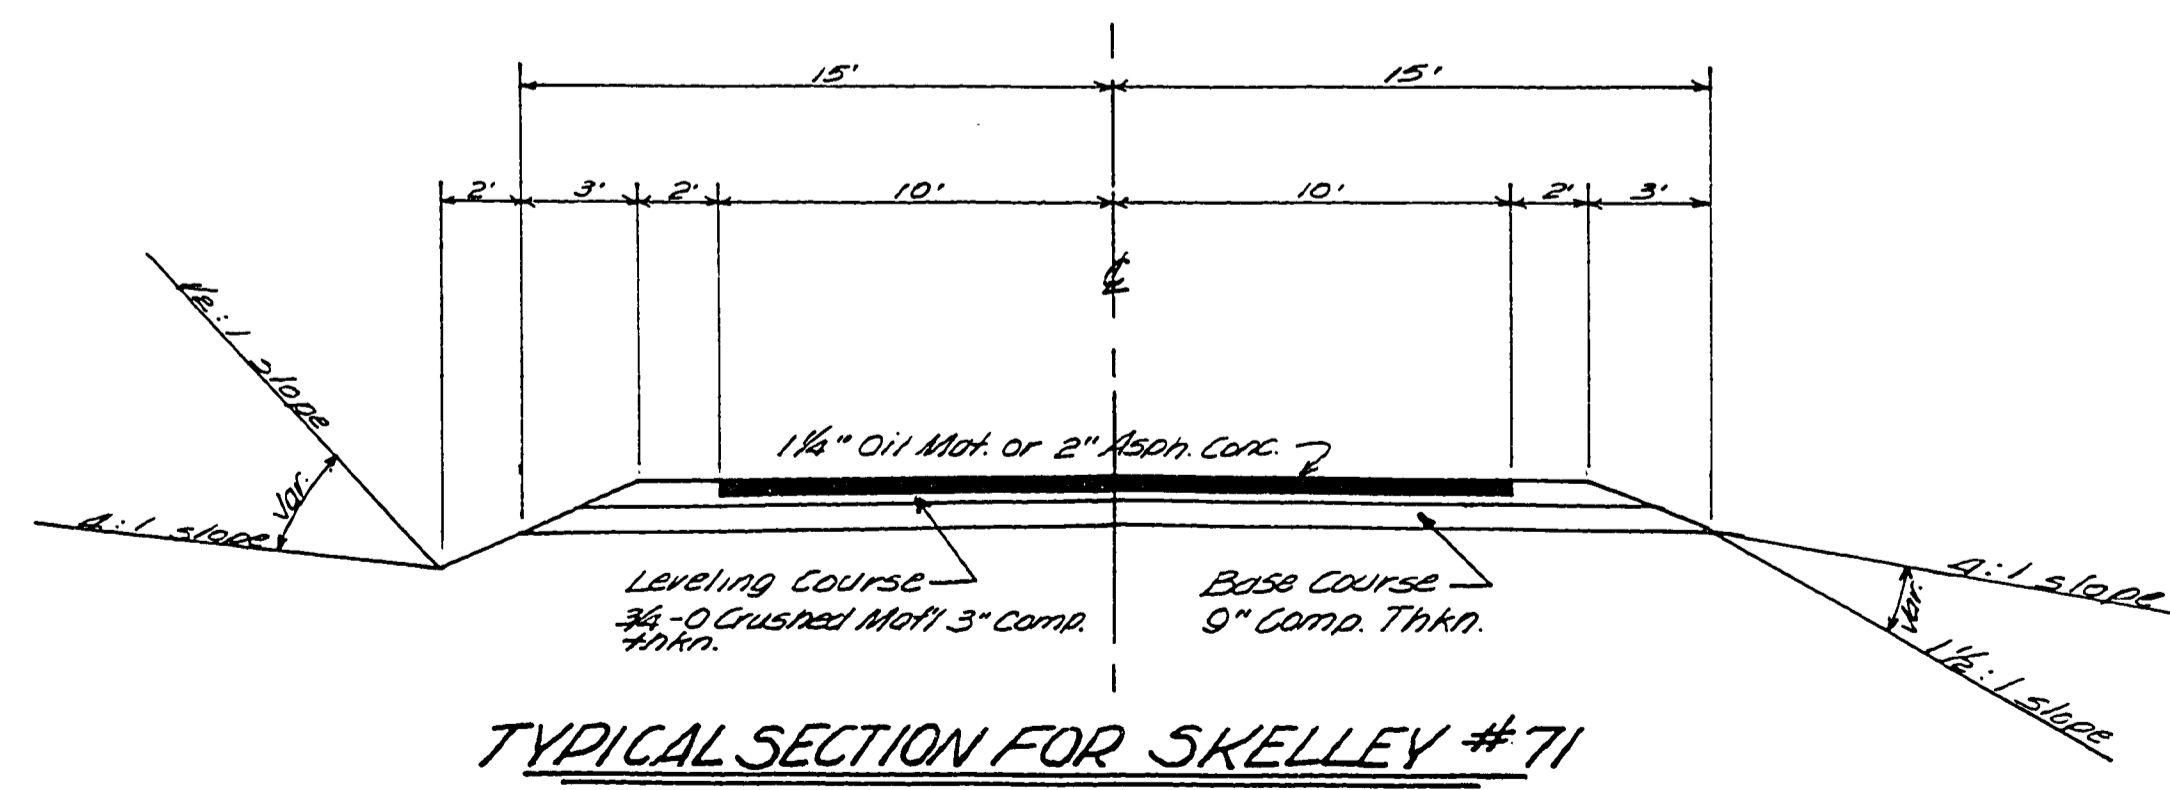 15' 15'
2' 3' 2' 10' 10' 2' 3'
℄
½:1 slope
1¼" Oil Mat. or 2" Asph. Conc.
Var.
4:1 slope
Leveling Course
¾-0 Crushed Mat'l 3" Comp.
thkn.
Base Course
9" Comp. Thkn.
4:1 slope
Var.
1½:1 slope
TYPICAL SECTION FOR SKELLEY #71